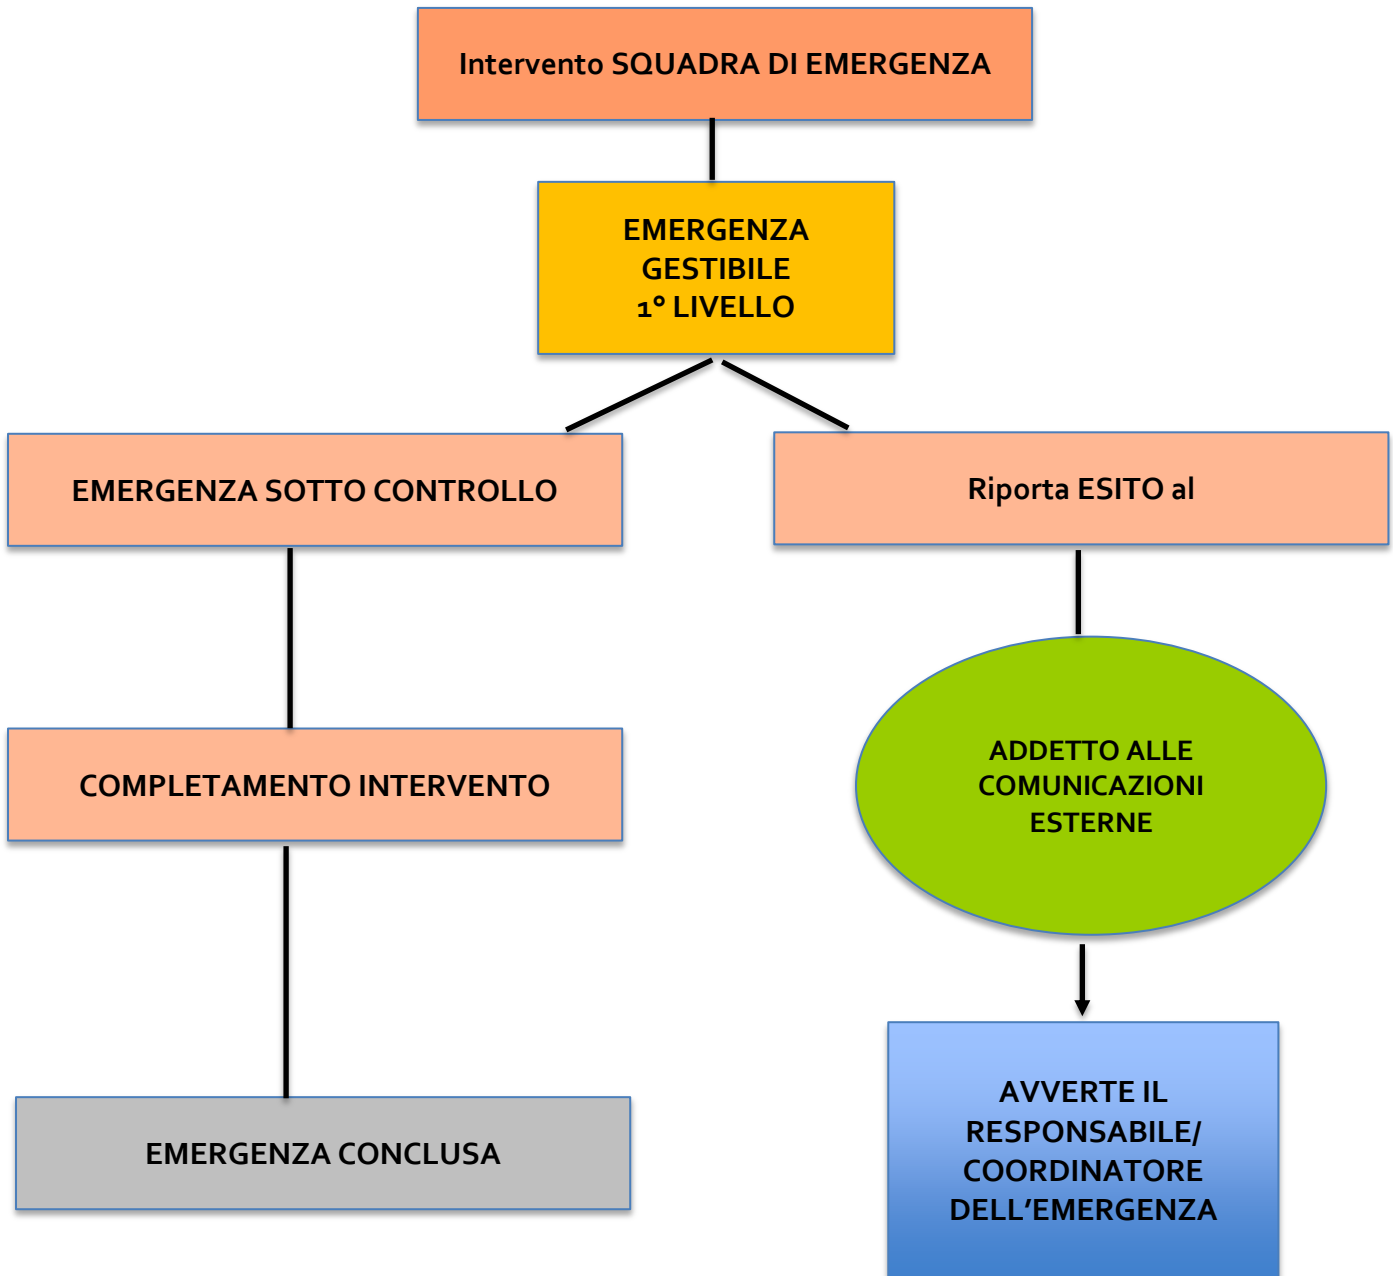 Intervento SQUADRA DI EMERGENZA
EMERGENZA
GESTIBILE
1° LIVELLO
EMERGENZA SOTTO CONTROLLO
Riporta ESITO al
COMPLETAMENTO INTERVENTO
ADDETTO ALLE
COMUNICAZIONI
ESTERNE
EMERGENZA CONCLUSA
AVVERTE IL
RESPONSABILE/
COORDINATORE
DELL’EMERGENZA